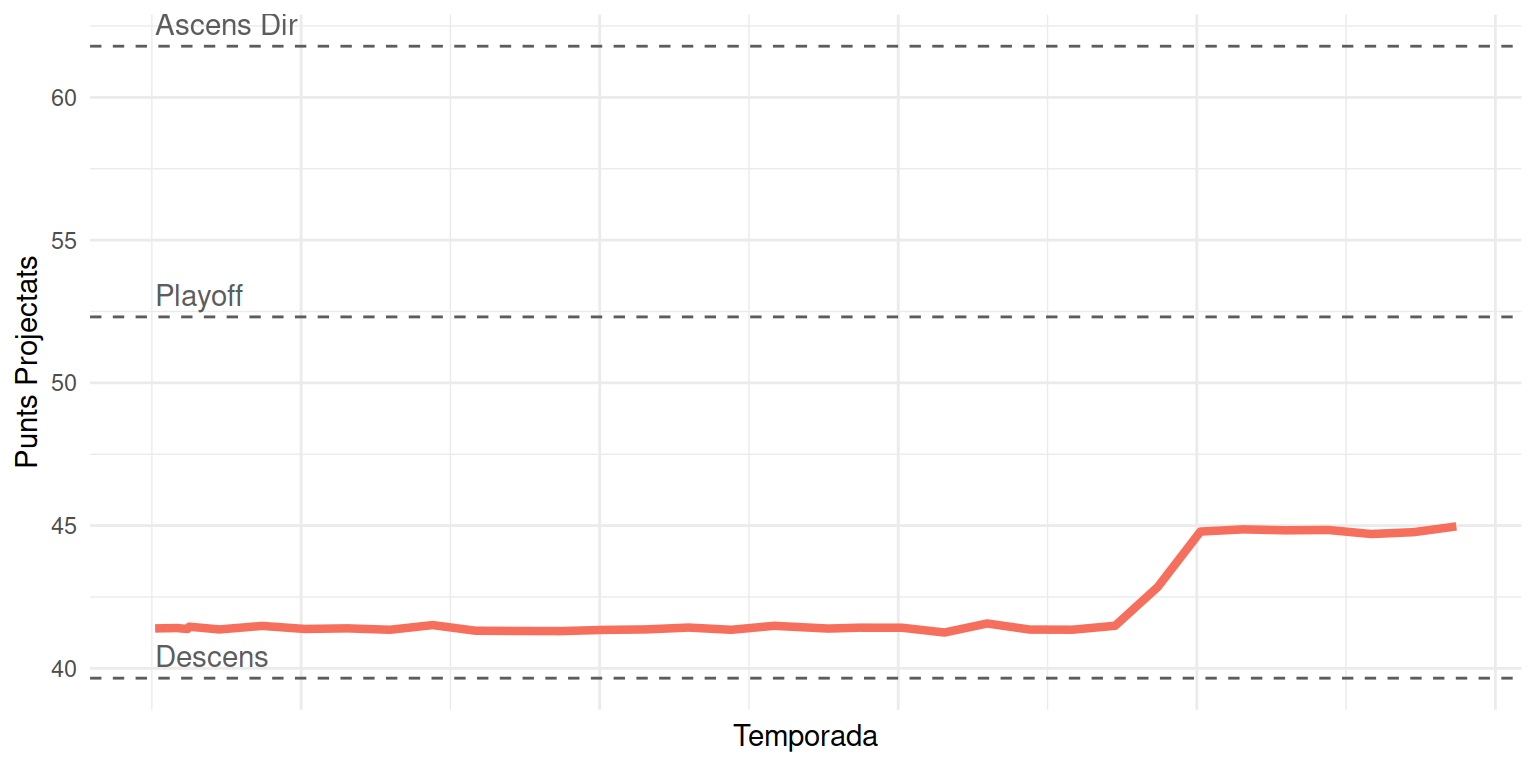 Ascens Dir
60
55
Playoff
50
45
Descens
40
Punts Projectats
Temporada